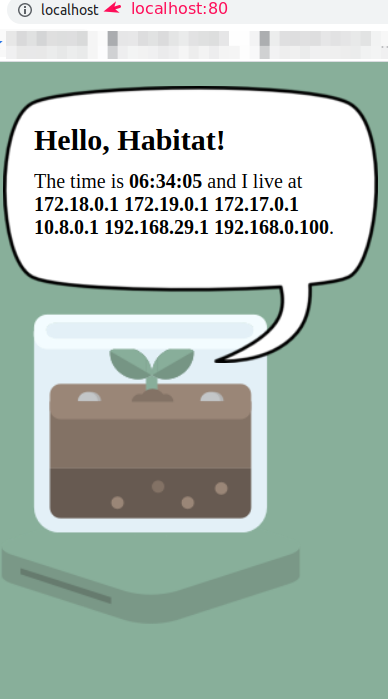 localhost localhost:80
Hello, Habitat!
The time is 06:34:05 and I live at
172.18.0.1 172.19.0.1 172.17.0.1
10.8.0.1 192.168.29.1 192.168.0.100.